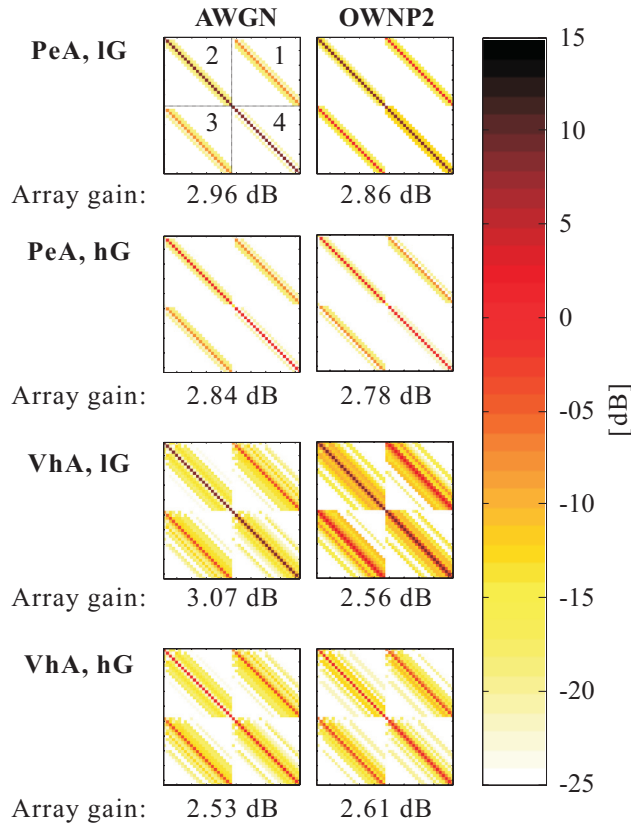 AWGN OWNP2
PeA, lG
2 1
3 4
Array gain: 2.96 dB 2.86 dB
PeA, hG
Array gain: 2.84 dB 2.78 dB
VhA, lG
Array gain: 3.07 dB 2.56 dB
VhA, hG
Array gain: 2.53 dB 2.61 dB
15
10
5
0
-05
-10
-15
-20
-25
[dB]